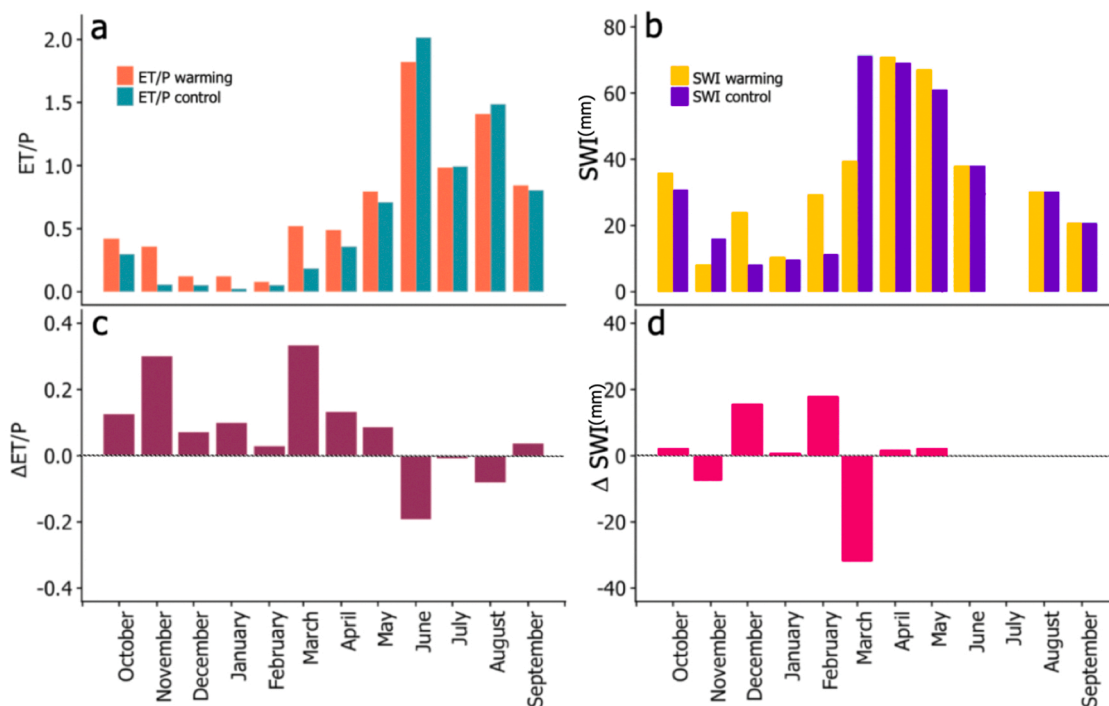 a
2.0
1.5
1.0
0.5
0.0
ET/P
ET/P warming
ET/P control
b
80
60
40
20
0
SWI(mm)
SWI warming
SWI control
c
0.4
0.2
0.0
-0.2
-0.4
ΔET/P
October
November
December
January
February
March
April
May
June
July
August
September
d
40
20
0
-20
-40
Δ SWI(mm)
October
November
December
January
February
March
April
May
June
July
August
September